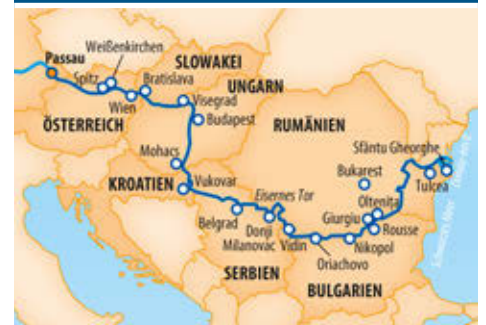 Passau
Weißenkirchen
Spitz
Bratislava
SLOWAKEI
Wien
Visegrad
UNGARN
Budapest
ÖSTERREICH
RUMÄNIEN
Sfântu Gheorghe
Mohacs
Bukarest
Tulcea
KROATIEN
Vukovar
Eisernes Tor
Oltenița
Giurgiu
Belgrad
Donji
Milanovac
Vidin
Rousse
Nikopol
Oriachovo
SERBIEN
BULGARIEN
Schwarzes Meer